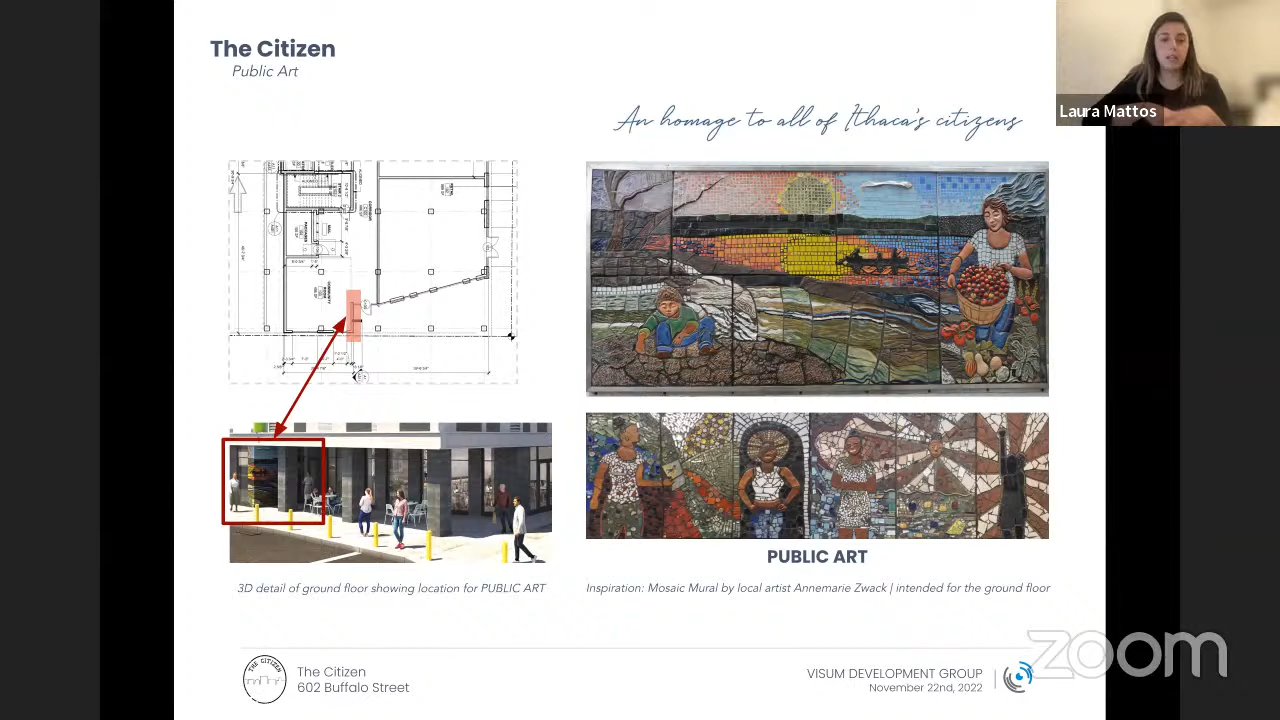 The Citizen
Public Art
Laura Mattos
An homage to all of Ithaca's citizens
PUBLIC ART
3D detail of ground floor showing location for PUBLIC ART
Inspiration: Mosaic Mural by local artist Annemarie Zwack | intended for the ground floor
THE CITIZEN
The Citizen
602 Buffalo Street
VISUM DEVELOPMENT GROUP
November 22nd, 2022
zoom